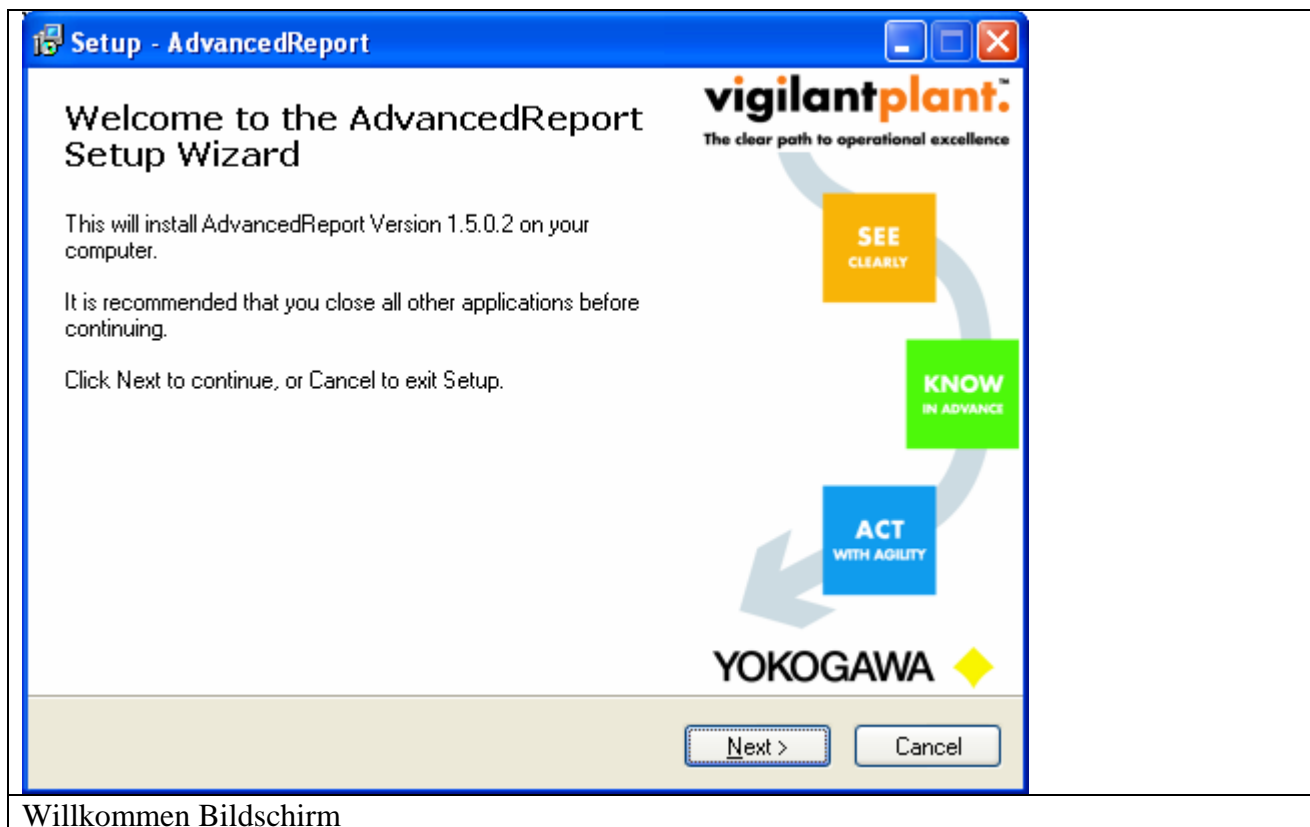 Setup - AdvancedReport
Welcome to the AdvancedReport
Setup Wizard
This will install AdvancedReport Version 1.5.0.2 on your
computer.
It is recommended that you close all other applications before
continuing.
Click Next to continue, or Cancel to exit Setup.
vigilantplant.™
The clear path to operational excellence
SEE
CLEARLY
KNOW
IN ADVANCE
ACT
WITH AGILITY
YOKOGAWA
Next >
Cancel
Willkommen Bildschirm